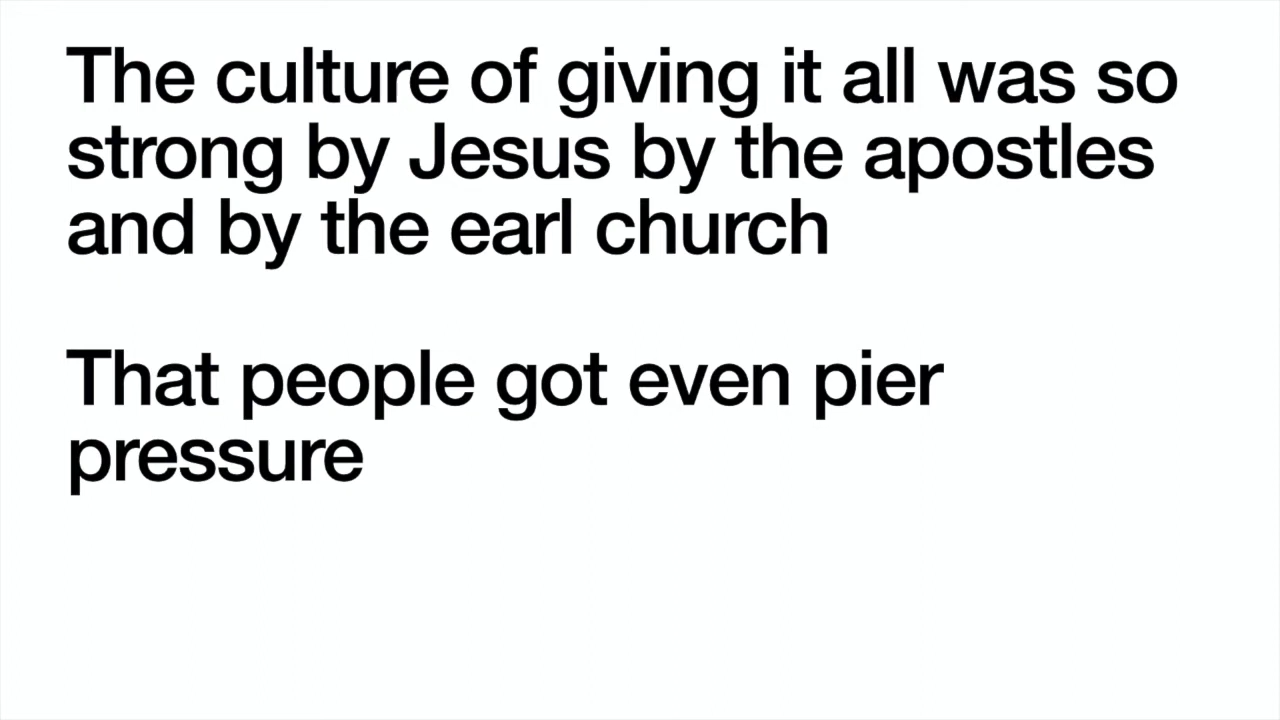 The culture of giving it all was so
strong by Jesus by the apostles
and by the earl church
That people got even pier
pressure